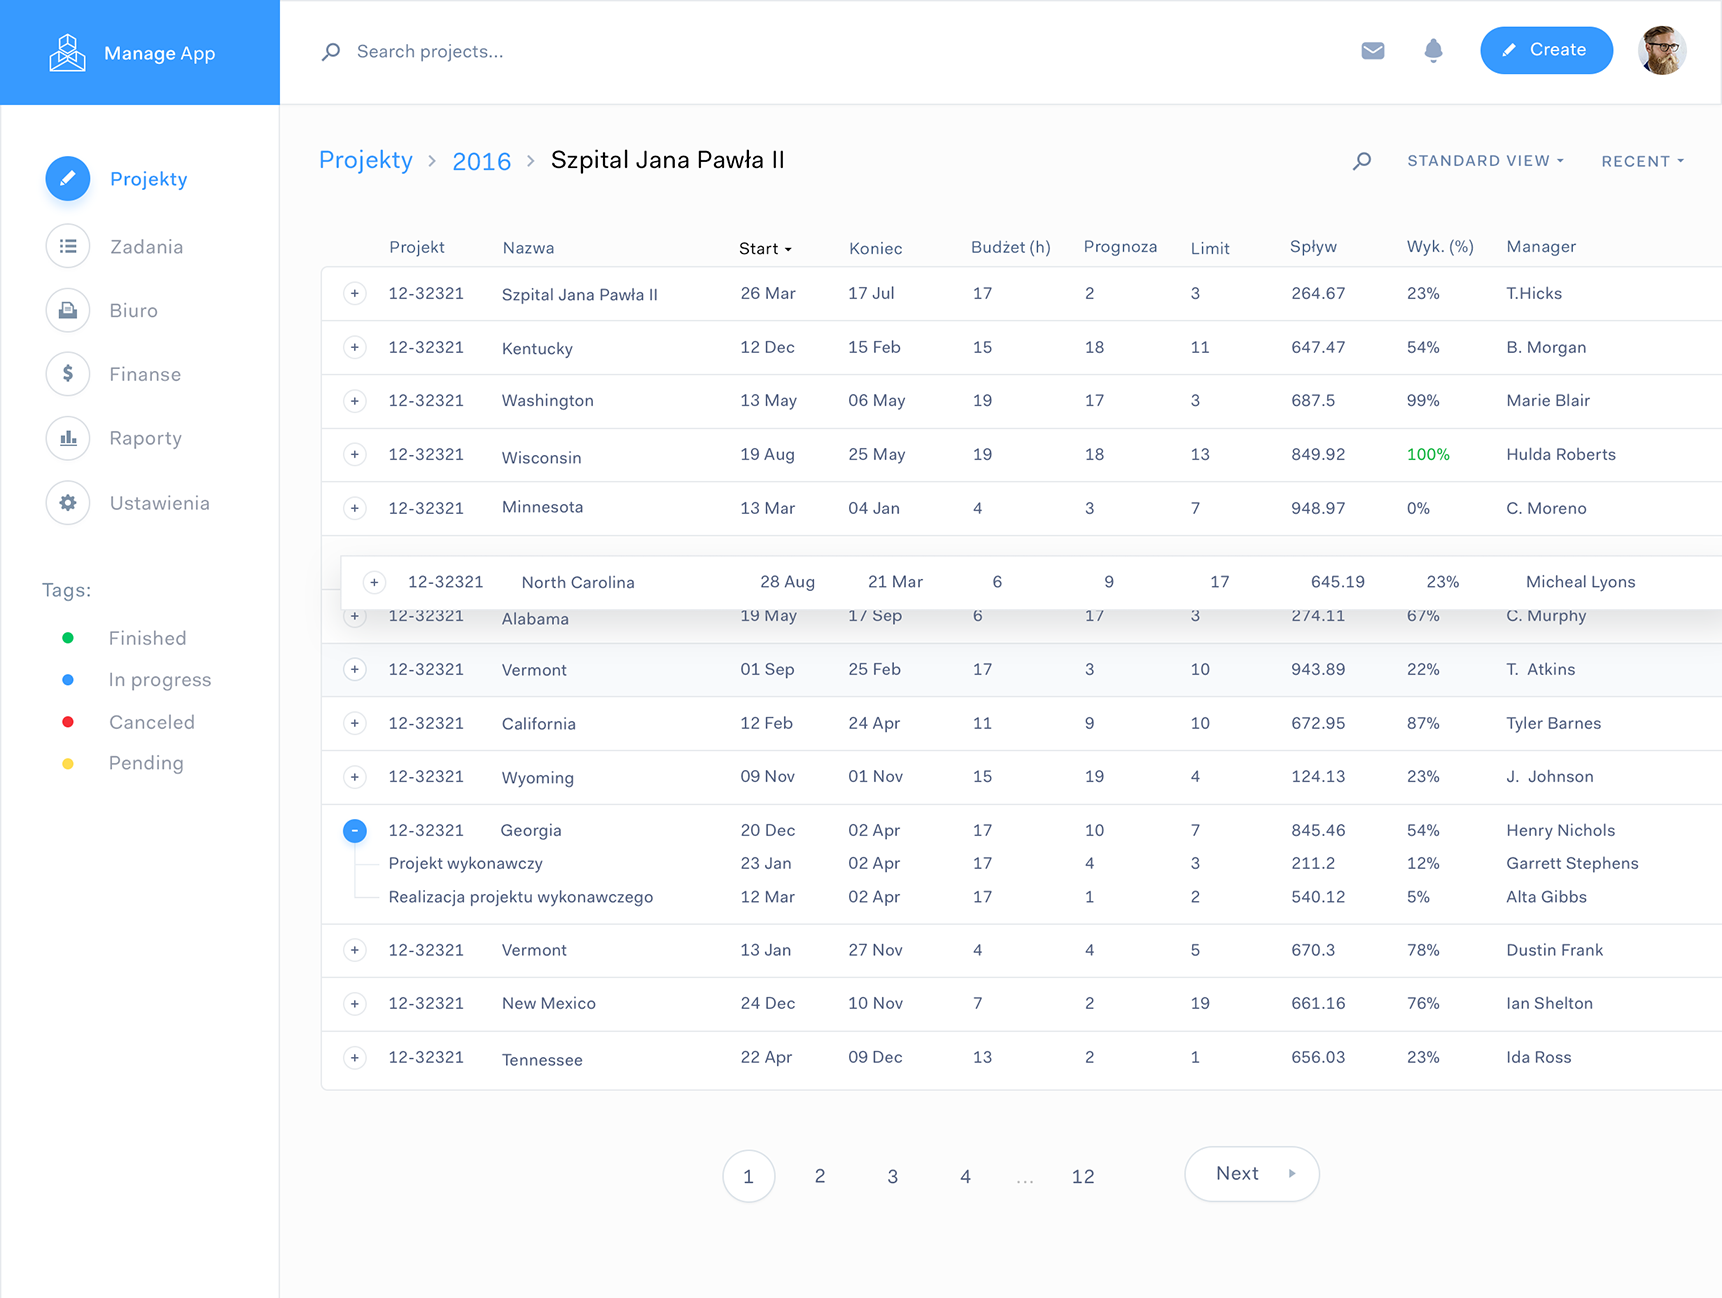 Manage App
Search projects...
Create
Projekty
Zadania
Biuro
$
Finanse
Raporty
Ustawienia
Tags:
Finished
In progress
Canceled
Pending
Projekty > 2016 > Szpital Jana Pawła II
STANDARD VIEW
RECENT
Projekt Nazwa Start Koniec Budżet (h) Prognoza Limit Spływ Wyk. (%) Manager
+ 12-32321 Szpital Jana Pawła II 26 Mar 17 Jul 17 2 3 264.67 23% T.Hicks
+ 12-32321 Kentucky 12 Dec 15 Feb 15 18 11 647.47 54% B. Morgan
+ 12-32321 Washington 13 May 06 May 19 17 3 687.5 99% Marie Blair
+ 12-32321 Wisconsin 19 Aug 25 May 19 18 13 849.92 100% Hulda Roberts
+ 12-32321 Minnesota 13 Mar 04 Jan 4 3 7 948.97 0% C. Moreno
+ 12-32321 North Carolina 28 Aug 21 Mar 6 9 17 645.19 23% Micheal Lyons
+ 12-32321 Alabama 19 May 17 Sep 6 17 3 274.11 67% C. Murphy
+ 12-32321 Vermont 01 Sep 25 Feb 17 3 10 943.89 22% T. Atkins
+ 12-32321 California 12 Feb 24 Apr 11 9 10 672.95 87% Tyler Barnes
+ 12-32321 Wyoming 09 Nov 01 Nov 15 19 4 124.13 23% J. Johnson
- 12-32321 Georgia 20 Dec 02 Apr 17 10 7 845.46 54% Henry Nichols
Projekt wykonawczy 23 Jan 02 Apr 17 4 3 211.2 12% Garrett Stephens
Realizacja projektu wykonawczego 12 Mar 02 Apr 17 1 2 540.12 5% Alta Gibbs
+ 12-32321 Vermont 13 Jan 27 Nov 4 4 5 670.3 78% Dustin Frank
+ 12-32321 New Mexico 24 Dec 10 Nov 7 2 19 661.16 76% Ian Shelton
+ 12-32321 Tennessee 22 Apr 09 Dec 13 2 1 656.03 23% Ida Ross
1 2 3 4 ... 12 Next